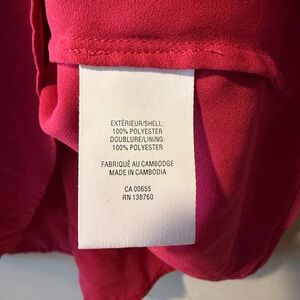 EXTÉRIEUR/SHELL:
100% POLYESTER
DOUBLURE/LINING:
100% POLYESTER
FABRIQUÉ AU CAMBODGE
MADE IN CAMBODIA
CA 00655
RN 138760